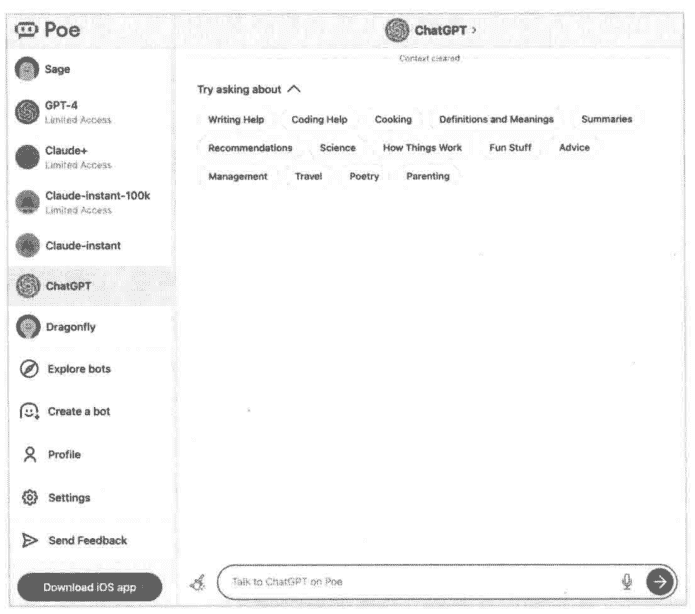 Poe
Sage
GPT-4
Limited Access
Claude+
Limited Access
Claude-instant-100k
Limited Access
Claude-instant
ChatGPT
Dragonfly
Explore bots
Create a bot
Profile
Settings
Send Feedback
Download iOS app
ChatGPT ›
Context cleared
Try asking about
Writing Help Coding Help Cooking Definitions and Meanings Summaries
Recommendations Science How Things Work Fun Stuff Advice
Management Travel Poetry Parenting
Talk to ChatGPT on Poe